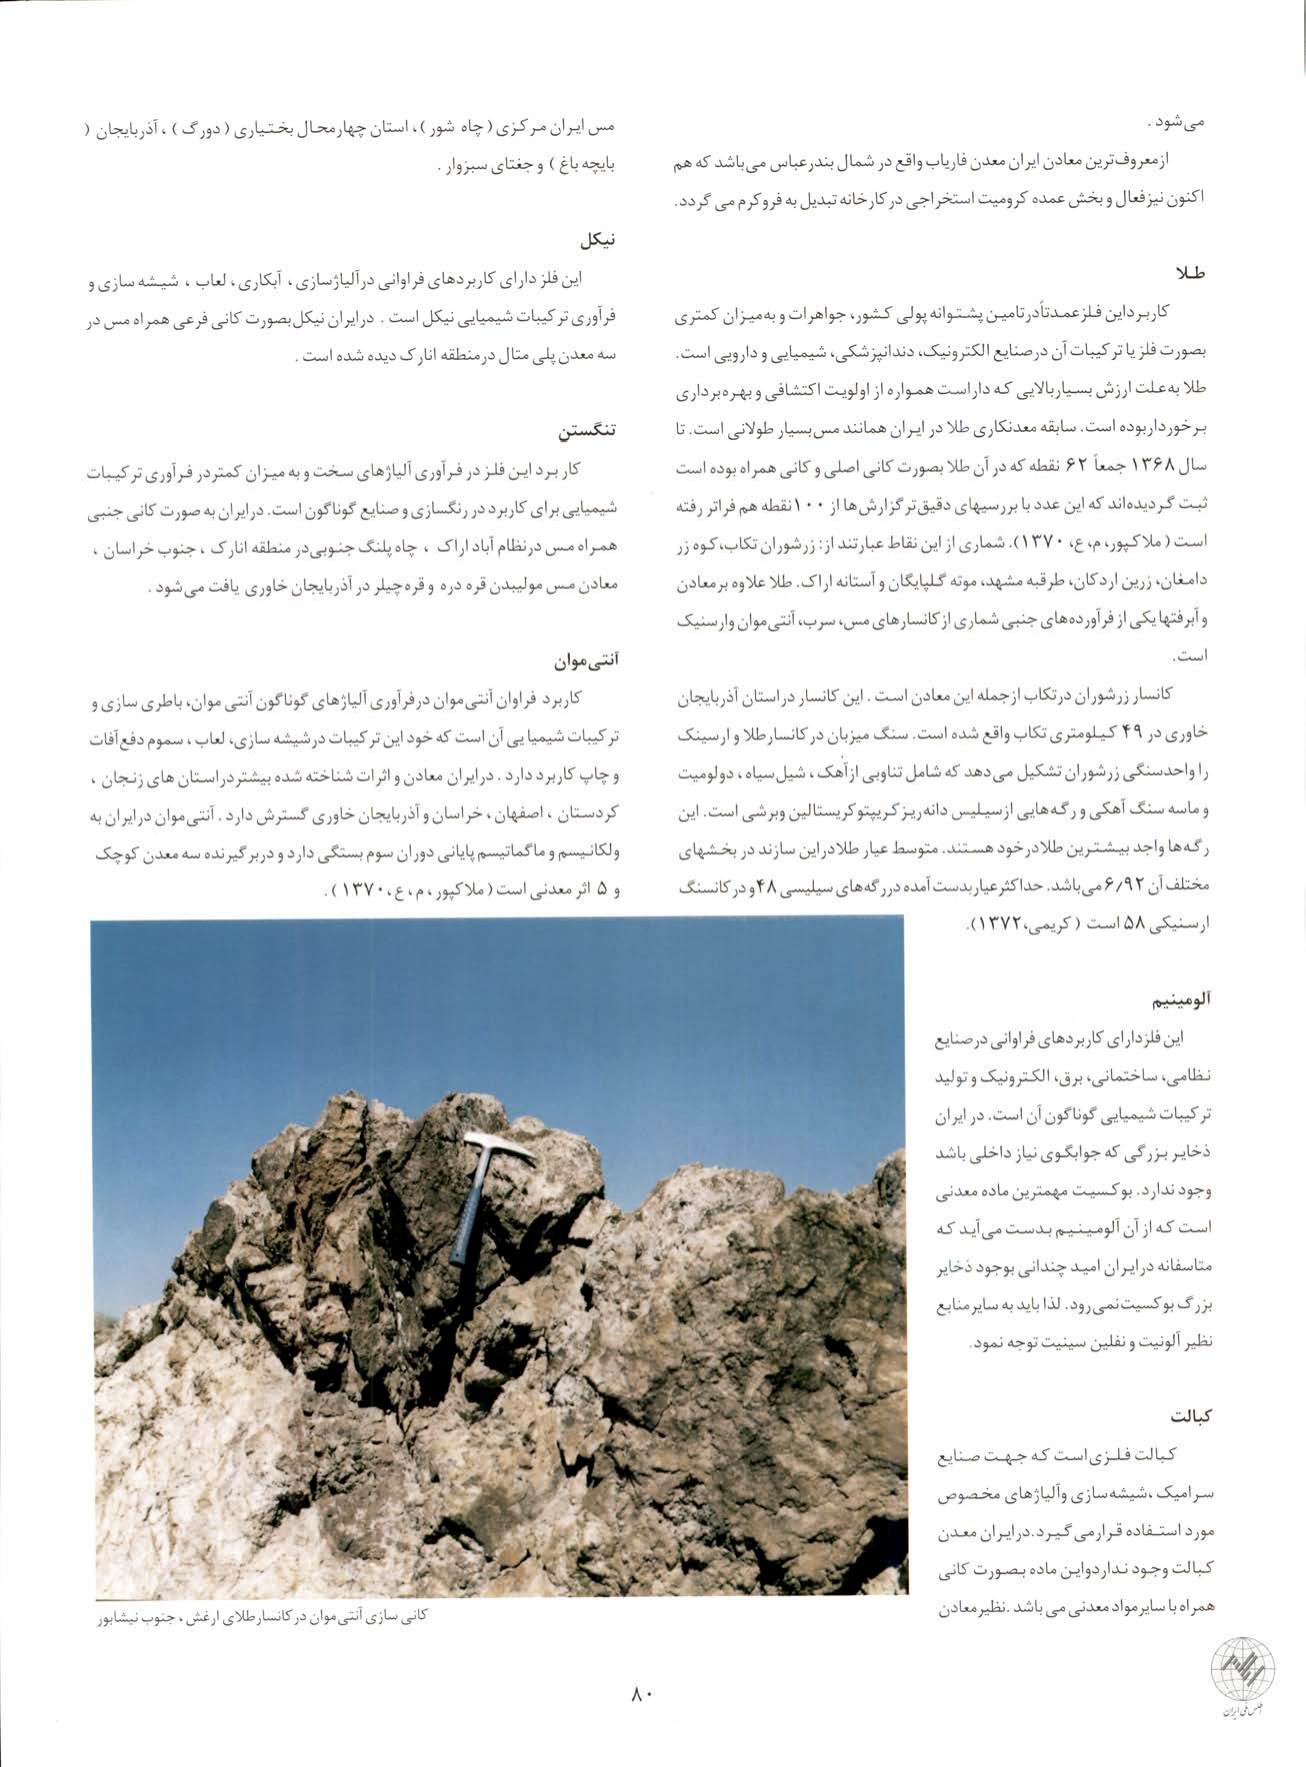 می‌شود.
ازمعروف‌ترین معادن ایران معدن فاریاب واقع در شمال بندرعباس می‌باشد که هم
اکنون نیزفعال و بخش عمده کرومیت استخراجی در کارخانه تبدیل به فروکرم می گردد.
طلا
کاربرداین فلزعمدتاًدرتامین پشتوانه پولی کشور، جواهرات و به‌میزان کمتری
بصورت فلز یا ترکیبات آن درصنایع الکترونیک، دندانپزشکی، شیمیایی و دارویی است.
طلا به‌علت ارزش بسیاربالایی که داراست همواره از اولویت اکتشافی و بهره‌برداری
برخورداربوده است. سابقه معدنکاری طلا در ایران همانند مس‌بسیار طولانی است. تا
سال ۱۳۶۸ جمعاً ۶۲ نقطه که در آن طلا بصورت کانی اصلی و کانی همراه بوده است
ثبت گردیده‌اند که این عدد با بررسیهای دقیق‌تر گزارش ها از ۱۰۰نقطه هم فراتر رفته
است (ملاکپور، م، ع، ۱۳۷۰). شماری از این نقاط عبارتند از: زرشوران تکاب، کوه زر
دامغان، زرین اردکان، طرقبه مشهد، موته گلپایگان و آستانه اراک. طلا علاوه برمعادن
و آبرفتها یکی از فرآورده‌های جنبی شماری از کانسارهای مس، سرب، آنتی‌موان وارسنیک
است.
کانسار زرشوران درتکاب ازجمله این معادن است. این کانسار دراستان آذربایجان
خاوری در ۴۹ کیلومتری تکاب واقع شده است. سنگ میزبان درکانسارطلا و ارسینک
را واحدسنگی زرشوران تشکیل می‌دهد که شامل تناوبی ازآهک، شیل‌سیاه، دولومیت
و ماسه سنگ آهکی و رگه‌هایی ازسیلیس دانه‌ریز کریپتوکریستالین وبرشی است. این
رگه‌ها واجد بیشترین طلادرخود هستند. متوسط عیار طلادراین سازند در بخشهای
مختلف آن ۶/۹۲می‌باشد. حداکثرعیاربدست آمده دررگه‌های سیلیسی ۴۸و در کانسنگ
ارسنیکی ۵۸ است (کریمی،۱۳۷۲).
آلومینیم
این فلزدارای کاربردهای فراوانی درصنایع
نظامی، ساختمانی، برق، الکترونیک و تولید
ترکیبات شیمیایی گوناگون آن است. در ایران
ذخایر بزرگی که جوابگوی نیاز داخلی باشد
وجود ندارد. بوکسیت مهمترین ماده معدنی
است که از آن آلومینیم بدست می‌آید که
متاسفانه درایران امید چندانی بوجود ذخایر
بزرگ بوکسیت‌نمی‌رود. لذا باید به سایرمنابع
نظیر آلونیت و نفلین سینیت توجه نمود.
کبالت
کبالت فلزی‌است که جهت صنایع
سرامیک ،شیشه‌سازی وآلیاژهای مخصوص
مورد استفاده قرارمی گیرد.درایران معدن
کبالت وجود نداردواین ماده بصورت کانی
همراه با سایرمواد معدنی می باشد .نظیرمعادن
مس ایران مرکزی (چاه شور)، استان چهارمحال بختیاری (دورگ)، آذربایجان (
بایچه باغ) و جغتای سبزوار.
نیکل
این فلز دارای کاربردهای فراوانی درآلیاژسازی، آبکاری، لعاب ، شیشه سازی و
فرآوری ترکیبات شیمیایی نیکل است . درایران نیکل‌بصورت کانی فرعی همراه مس در
سه معدن پلی متال درمنطقه انارک دیده شده است .
تنگستن
کاربرد این فلز در فرآوری آلیاژهای سخت و به میزان کمتردر فرآوری ترکیبات
شیمیایی برای کاربرد در رنگسازی و صنایع گوناگون است. درایران به صورت کانی جنبی
همراه مس درنظام آباد اراک ، چاه پلنگ جنوبی‌در منطقه انارک ، جنوب خراسان ،
معادن مس مولیبدن قره دره و قره‌چیلر در آذربایجان خاوری یافت می‌شود .
آنتی‌موان
کاربرد فراوان آنتی‌موان درفرآوری آلیاژهای گوناگون آنتی موان، باطری سازی و
ترکیبات شیمیا یی آن است که خود این ترکیبات درشیشه سازی، لعاب ، سموم دفع‌آفات
و چاپ کاربرد دارد . درایران معادن و اثرات شناخته شده بیشتردراستان های زنجان ،
کردستان ، اصفهان ، خراسان و آذربایجان خاوری گسترش دارد . آنتی‌موان درایران به
ولکانیسم و ماگماتیسم پایانی دوران سوم بستگی دارد و دربرگیرنده سه معدن کوچک
و ۵ اثر معدنی است (ملاکپور ، م ، ع ،۱۳۷۰) .
کانی سازی آنتی‌موان در کانسارطلای ارغش ، جنوب نیشابور
۸۰
اطلس ملی ایران